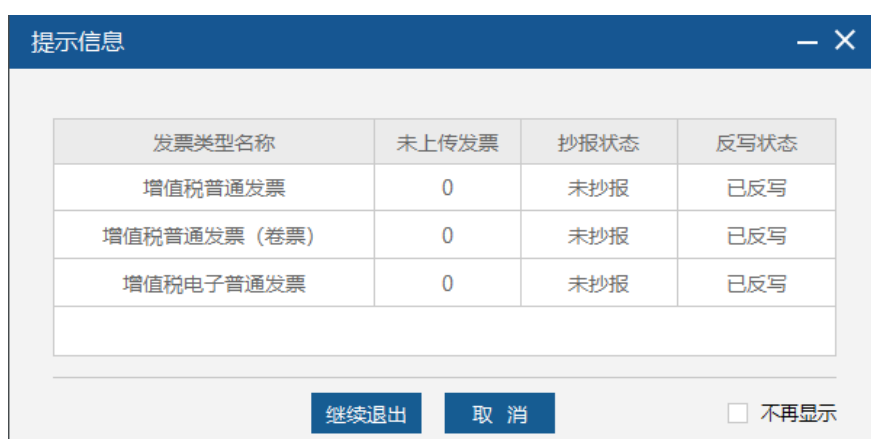 提示信息
发票类型名称 未上传发票 抄报状态 反写状态
增值税普通发票 0 未抄报 已反写
增值税普通发票（卷票） 0 未抄报 已反写
增值税电子普通发票 0 未抄报 已反写
继续退出 取 消 不再显示